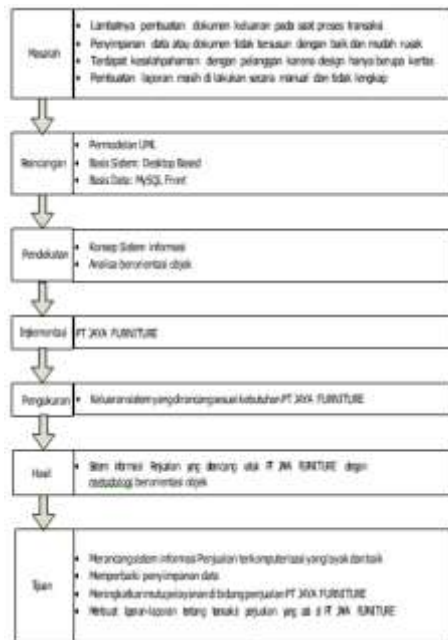 Masalah
• Lambatnya pembuatan dokumen keluaran pada saat proses transaksi
• Penyimpanan data atau dokumen tidak tersusun dengan baik dan mudah rusak
• Terdapat kesalahpahaman dengan pelanggan karena design hanya berupa kertas
• Pembuatan laporan masih di lakukan secara manual dan tidak lengkap
Rancangan
• Permodelan UML
• Basis Sistem: Desktop Based
• Basis Data: MySQL Front
Pendekatan
• Konsep Sistem informasi
• Analisa berorientasi objek
Implementasi
PT JAYA FURNITURE
Pengukuran
• Keluaran sistem yang dirancang sesuai kebutuhan PT JAYA FURNITURE
Hasil
• Sistem informasi Penjualan yang dirancang untuk PT JAYA FURNITURE dengan
metodologi berorientasi objek
Tujuan
• Merancang sistem informasi Penjualan terkomputerisasi yang layak dan baik
• Memperbaiki penyimpanan data
• Meningkatkan mutu pelayanan di bidang penjualan PT JAYA FURNITURE
• Membuat laporan-laporan tentang transaksi penjualan yang ada di PT JAYA FURNITURE